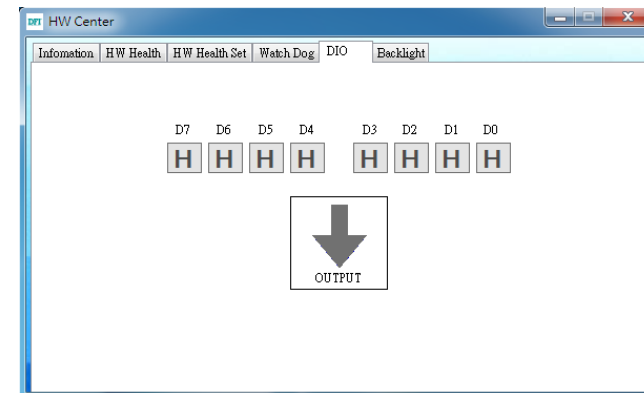 DFI HW Center
Infomation HW Health HW Health Set Watch Dog DIO Backlight
D7 D6 D5 D4 D3 D2 D1 D0
H H H H H H H H
OUTPUT